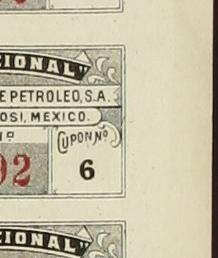 CIONAL"
E PETROLEO, S.A.
OSI, MEXICO.
Nº CUPON Nº
92 6
CIONAL"